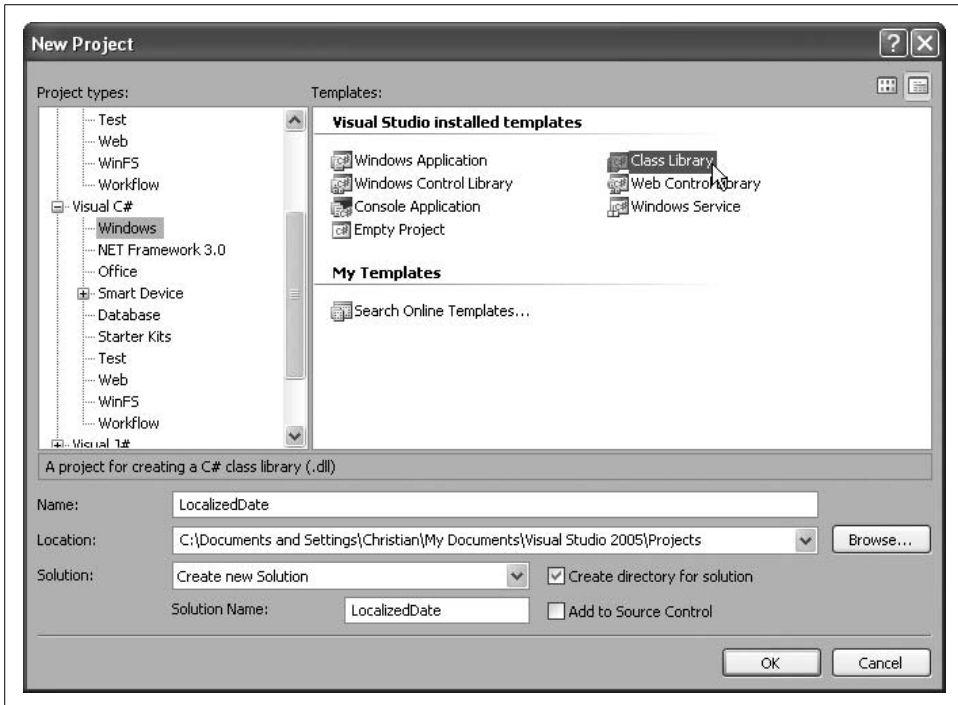 New Project
Project types:
Templates:
Test
Web
WinFS
Workflow
Visual C#
Windows
NET Framework 3.0
Office
Smart Device
Database
Starter Kits
Test
Web
WinFS
Workflow
Visual J#
Visual Studio installed templates
Windows Application
Class Library
Windows Control Library
Web Control Library
Console Application
Windows Service
Empty Project
My Templates
Search Online Templates...
A project for creating a C# class library (.dll)
Name:
LocalizedDate
Location:
C:\Documents and Settings\Christian\My Documents\Visual Studio 2005\Projects
Browse...
Solution:
Create new Solution
Create directory for solution
Solution Name:
LocalizedDate
Add to Source Control
OK
Cancel